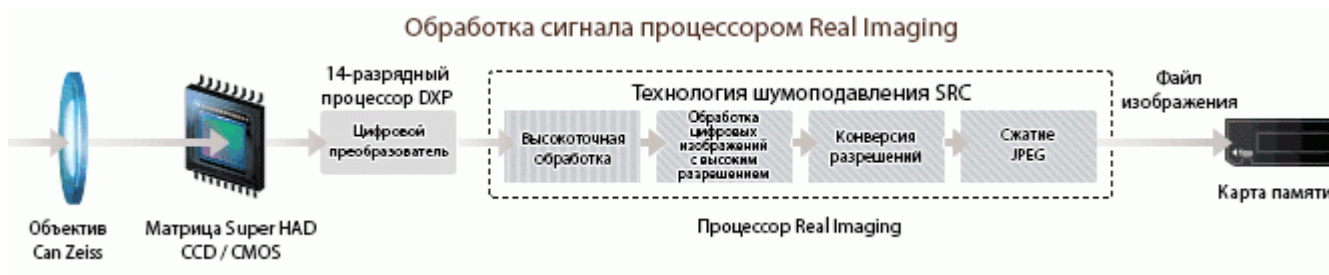 Обработка сигнала процессором Real Imaging
14-разрядный
процессор DXP
Цифровой
преобразователь
Технология шумоподавления SRC
Высокоточная
обработка
Обработка
цифровых
изображений
с высоким
разрешением
Конверсия
разрешений
Сжатие
JPEG
Файл
изображения
Объектив
Can Zeiss
Матрица Super HAD
CCD / CMOS
Процессор Real Imaging
Карта памяти